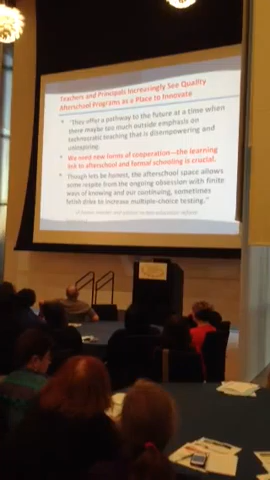 Teachers and Principals Increasingly See Quality
Afterschool Programs as a Place to Innovate
• "They offer a pathway to the future at a time when
there maybe too much outside emphasis on
technocratic teaching that is disempowering and
uninspiring.
• We need new forms of cooperation—the learning
link to afterschool and formal schooling is crucial.
• Though lets be honest, the afterschool space allows
some respite from the ongoing obsession with finite
ways of knowing and our continuing, sometimes
fetish drive to increase multiple-choice testing."